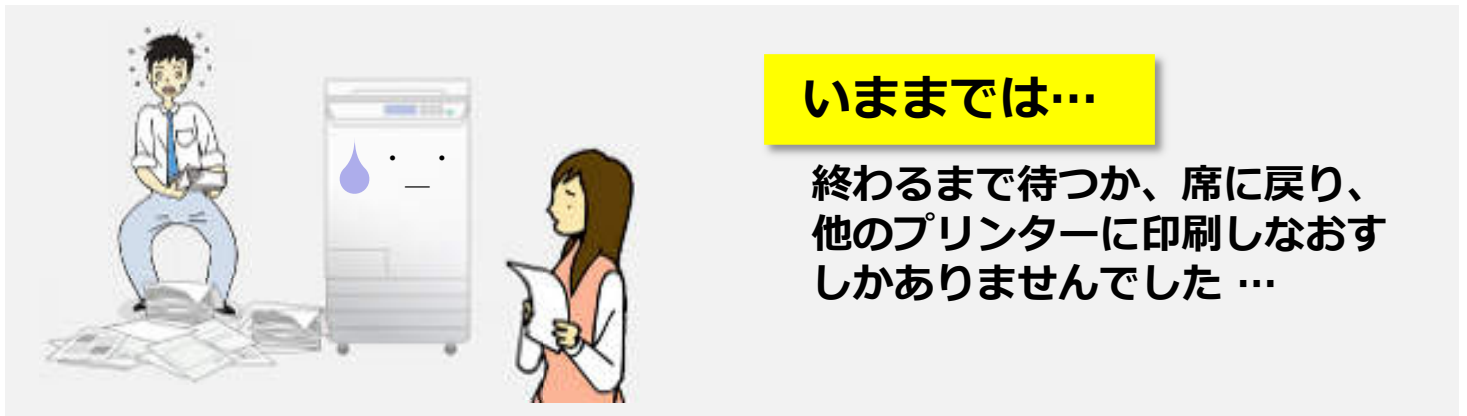 いままでは…
終わるまで待つか、席に戻り、
他のプリンターに印刷しなおす
しかありませんでした …